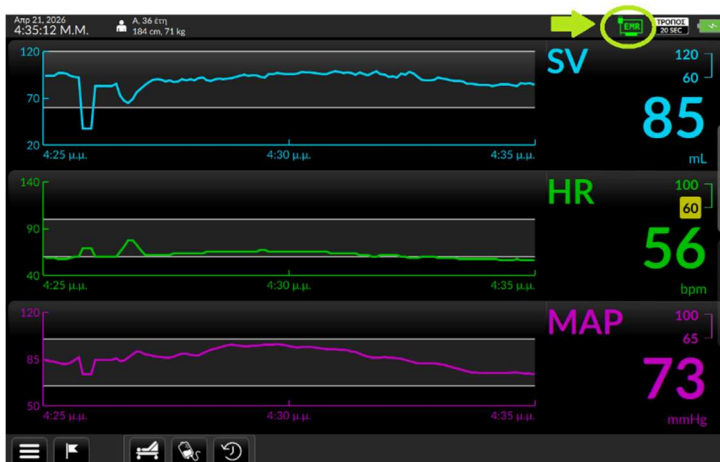 Απρ 21, 2026
4:35:12 Μ.Μ.
Α, 36 έτη
184 cm, 71 kg
EMR
ΤΡΟΠΟΣ
20 SEC
120
70
20
4:25 μ.μ.
4:30 μ.μ.
4:35 μ.μ.
SV
120
60
85
mL
140
90
40
4:25 μ.μ.
4:30 μ.μ.
4:35 μ.μ.
HR
100
60
56
bpm
120
85
50
4:25 μ.μ.
4:30 μ.μ.
4:35 μ.μ.
MAP
100
65
73
mmHg